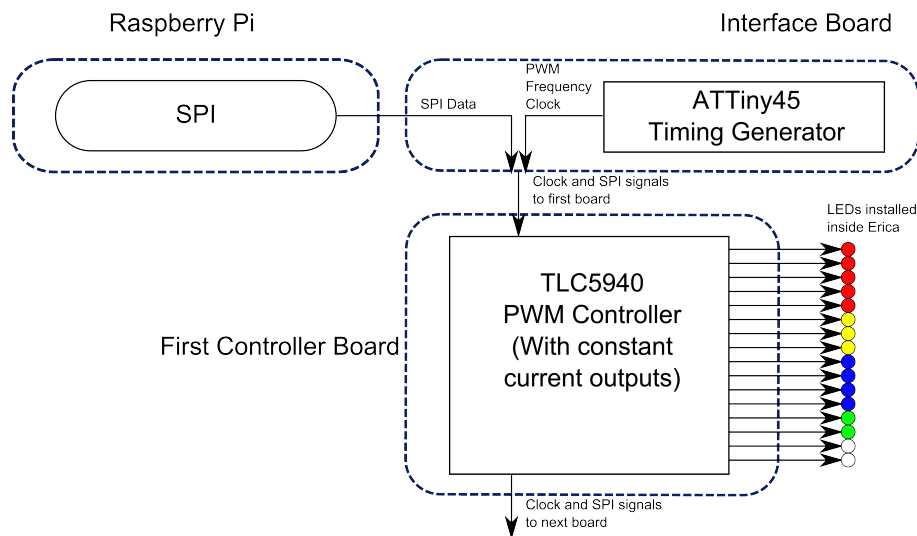 Raspberry Pi
Interface Board
SPI
SPI Data
PWM
Frequency
Clock
ATTiny45
Timing Generator
Clock and SPI signals
to first board
LEDs installed
inside Erica
First Controller Board
TLC5940
PWM Controller
(With constant
current outputs)
Clock and SPI signals
to next board